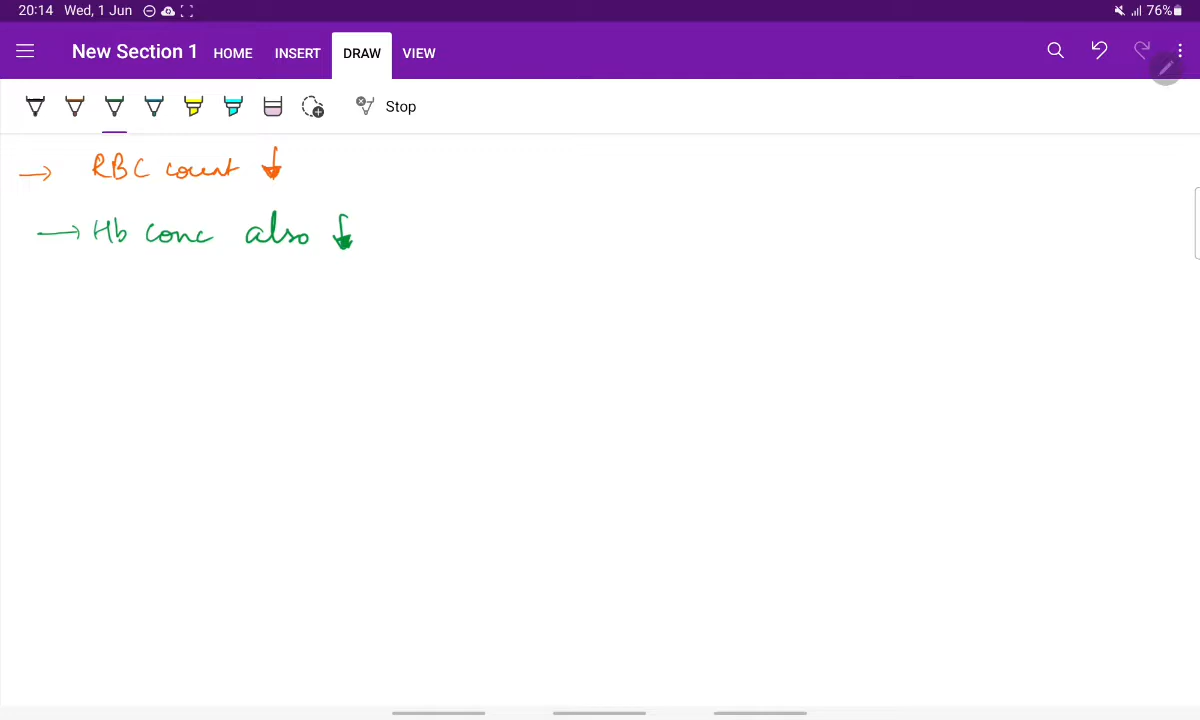 20:14 Wed, 1 Jun 76%
New Section 1 HOME INSERT DRAW VIEW
Stop
→ RBC count ↓
→ Hb conc also ↓